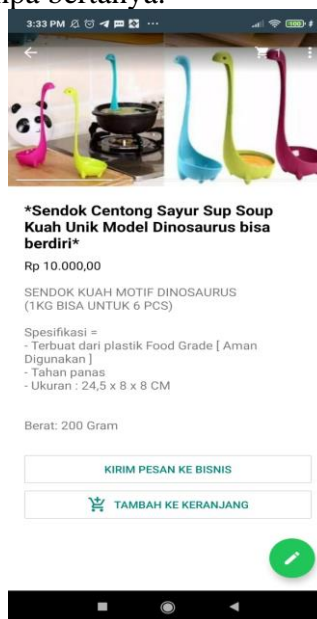 3:33 PM
100
*Sendok Centong Sayur Sup Soup
Kuah Unik Model Dinosaurus bisa
berdiri*
Rp 10.000,00
SENDOK KUAH MOTIF DINOSAURUS
(1KG BISA UNTUK 6 PCS)
Spesifikasi =
- Terbuat dari plastik Food Grade [ Aman
Digunakan ]
- Tahan panas
- Ukuran : 24,5 x 8 x 8 CM
Berat: 200 Gram
KIRIM PESAN KE BISNIS
TAMBAH KE KERANJANG